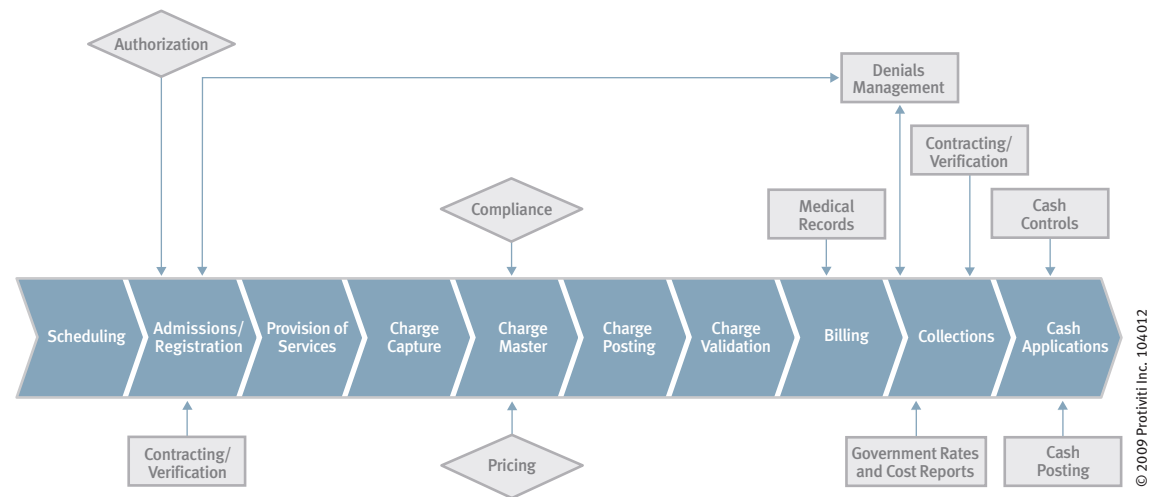 Authorization
Denials
Management
Contracting/
Verification
Compliance
Medical
Records
Cash
Controls
Scheduling
Admissions/
Registration
Provision of
Services
Charge
Capture
Charge
Master
Charge
Posting
Charge
Validation
Billing
Collections
Cash
Applications
Contracting/
Verification
Pricing
Government Rates
and Cost Reports
Cash
Posting
© 2009 Protiviti Inc. 104012